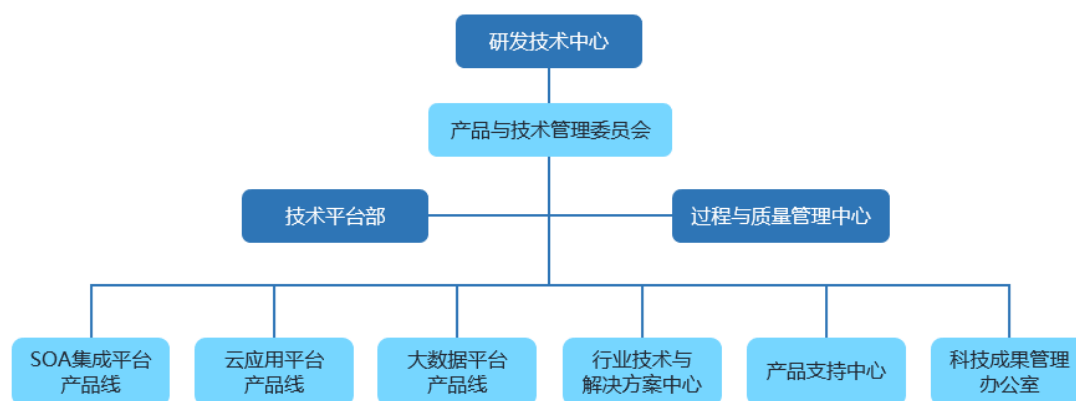 研发技术中心
产品与技术管理委员会
技术平台部
过程与质量管理中心
SOA集成平台
产品线
云应用平台
产品线
大数据平台
产品线
行业技术与
解决方案中心
产品支持中心
科技成果管理
办公室